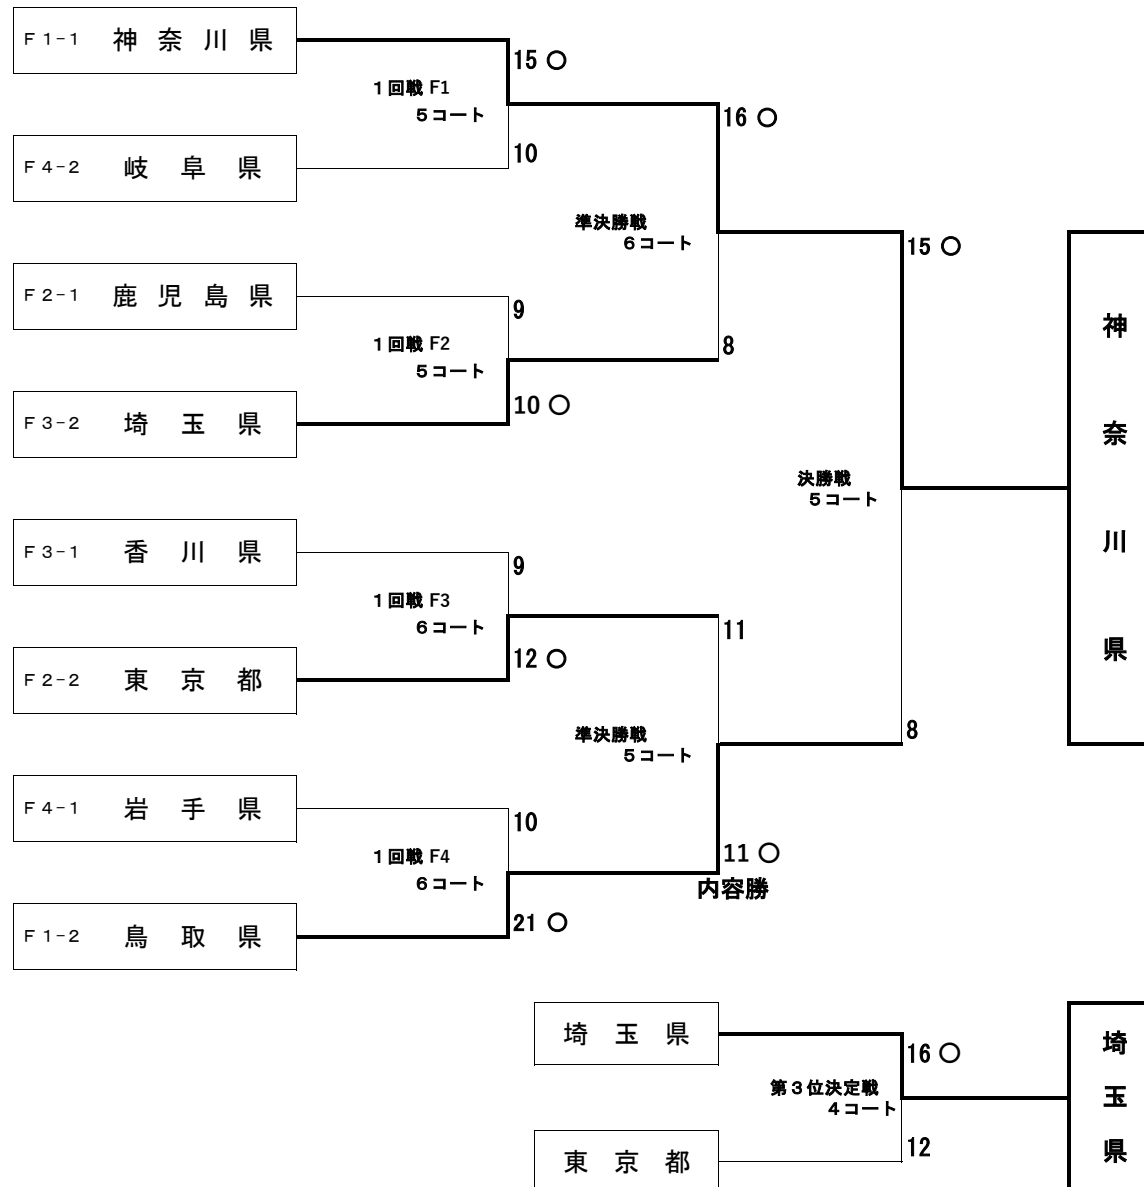 F1-1 神奈川県
15 ○
1回戦 F1
5コート
16 ○
10
F4-2 岐阜県
準決勝戦
6コート
15 ○
F2-1 鹿児島県
9
1回戦 F2
5コート
8
10 ○
F3-2 埼玉県
神奈川県
決勝戦
5コート
F3-1 香川県
9
1回戦 F3
6コート
11
12 ○
F2-2 東京都
準決勝戦
5コート
8
F4-1 岩手県
10
1回戦 F4
6コート
11 ○
内容勝
21 ○
F1-2 鳥取県
埼玉県
16 ○
第3位決定戦
4コート
12
東京都
埼玉県